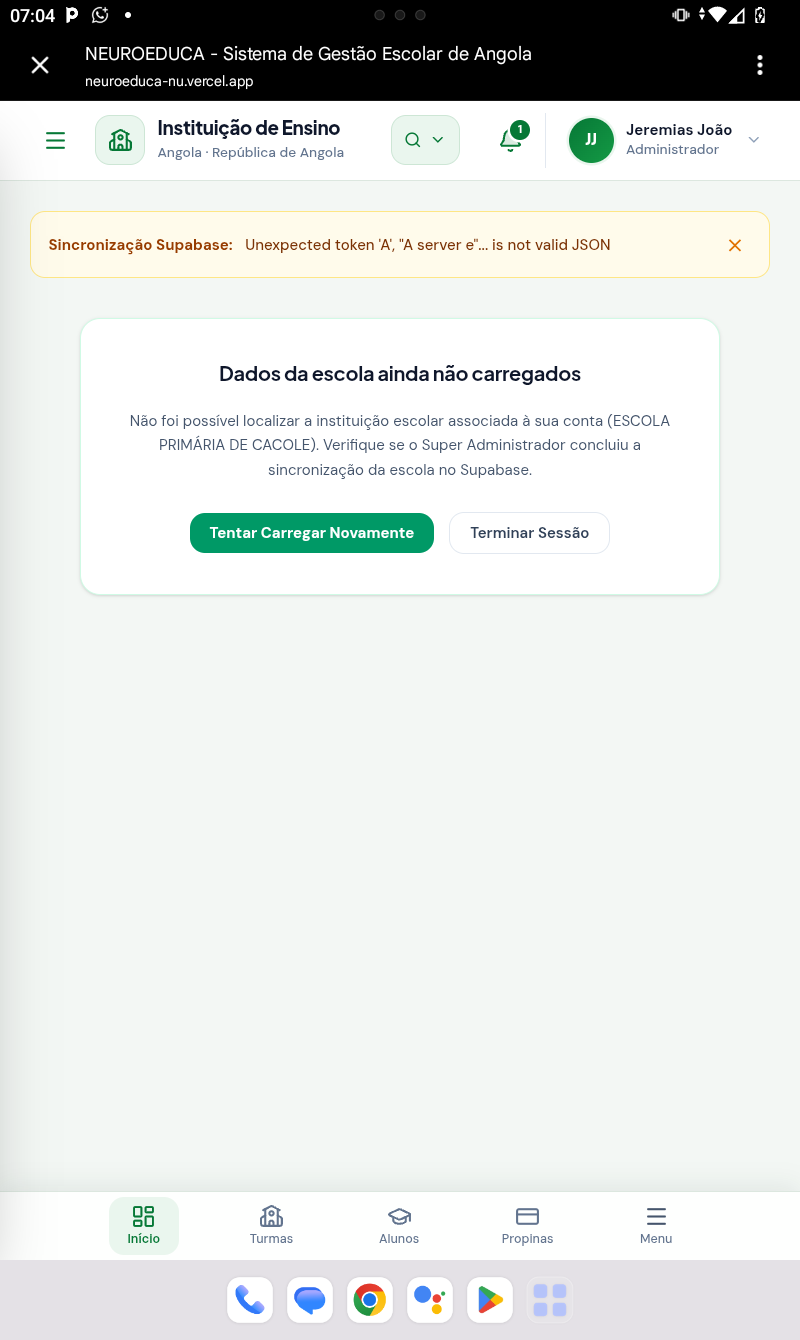 07:04
NEUROEDUCA - Sistema de Gestão Escolar de Angola
neuroeduca-nu.vercel.app
Instituição de Ensino
Angola · República de Angola
1
JJ
Jeremias João
Administrador
Sincronização Supabase: Unexpected token 'A', "A server e"... is not valid JSON
Dados da escola ainda não carregados
Não foi possível localizar a instituição escolar associada à sua conta (ESCOLA
PRIMÁRIA DE CACOLE). Verifique se o Super Administrador concluiu a
sincronização da escola no Supabase.
Tentar Carregar Novamente
Terminar Sessão
Início
Turmas
Alunos
Propinas
Menu